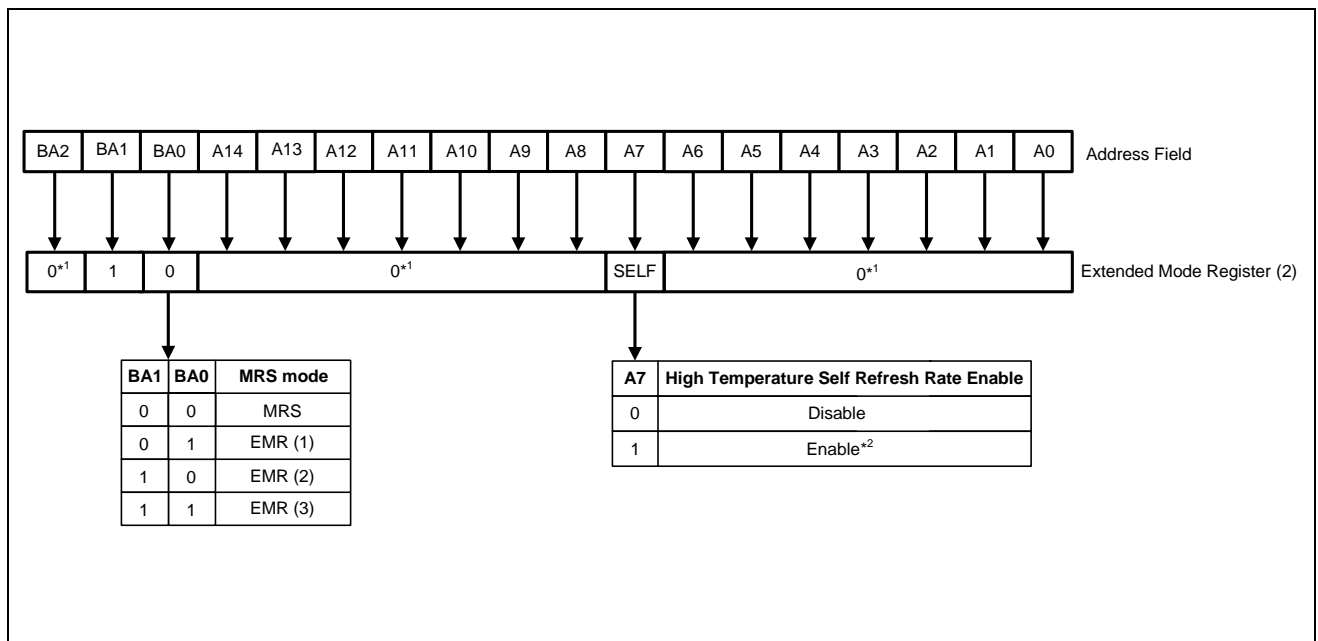 BA2 BA1 BA0 A14 A13 A12 A11 A10 A9 A8 A7 A6 A5 A4 A3 A2 A1 A0 Address Field
0*1 1 0 0*1 SELF 0*1 Extended Mode Register (2)
BA1 BA0 MRS mode
0 0 MRS
0 1 EMR (1)
1 0 EMR (2)
1 1 EMR (3)
A7 High Temperature Self Refresh Rate Enable
0 Disable
1 Enable*2